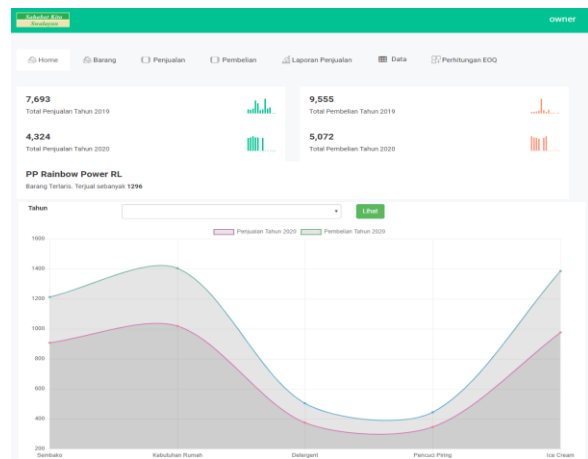 Sahabat Kita
Swalayan
owner
Home
Barang
Penjualan
Pembelian
Laporan Penjualan
Data
Perhitungan EOQ
7,693
Total Penjualan Tahun 2019
9,555
Total Pembelian Tahun 2019
4,324
Total Penjualan Tahun 2020
5,072
Total Pembelian Tahun 2020
PP Rainbow Power RL
Barang Terlaris. Terjual sebanyak 1296
Tahun
Lihat
Penjualan Tahun 2020
Pembelian Tahun 2020
1600
1400
1200
1000
800
600
400
200
Sembako
Kebutuhan Rumah
Detergent
Pencuci Piring
Ice Cream